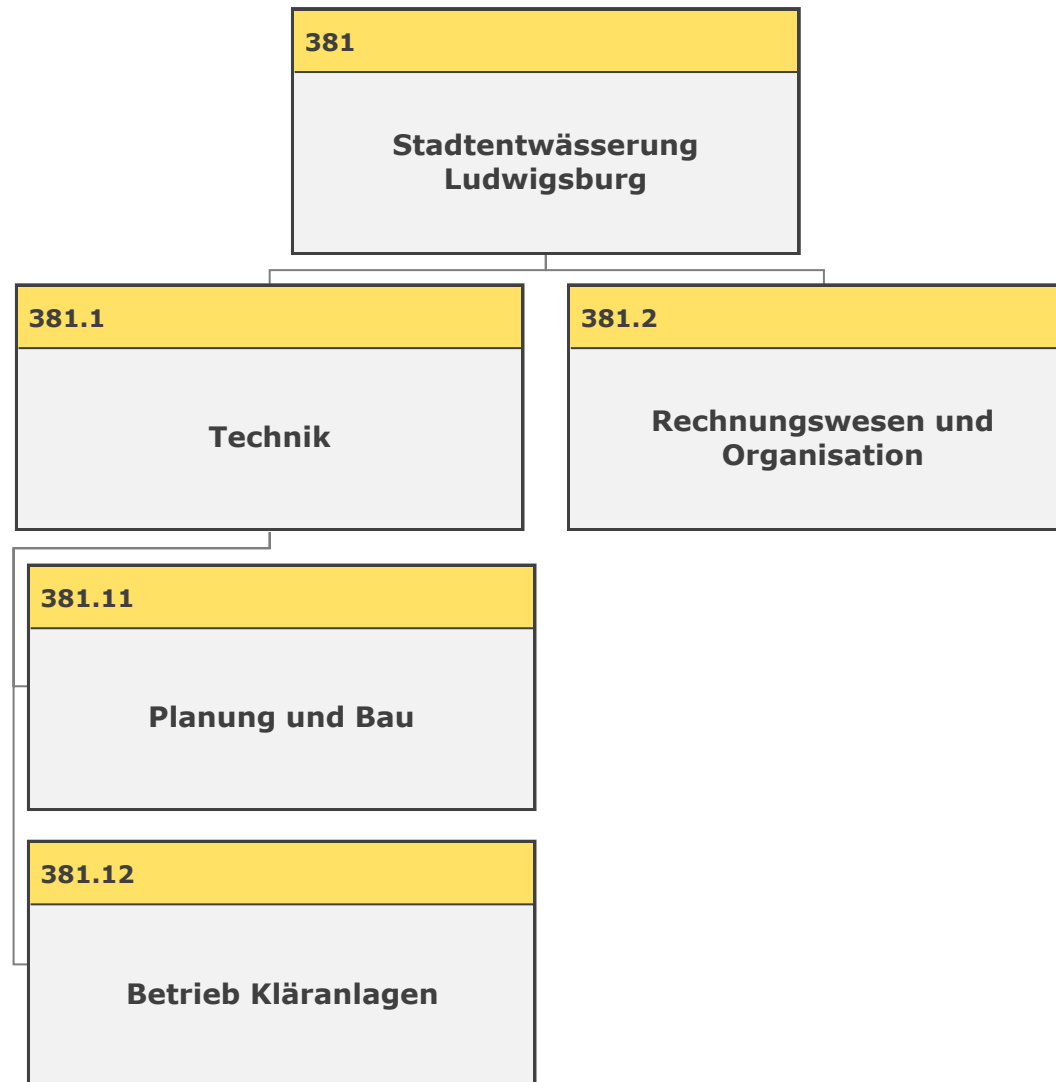 381
Stadtentwässerung
Ludwigsburg
381.1
Technik
381.2
Rechnungswesen und
Organisation
381.11
Planung und Bau
381.12
Betrieb Kläranlagen